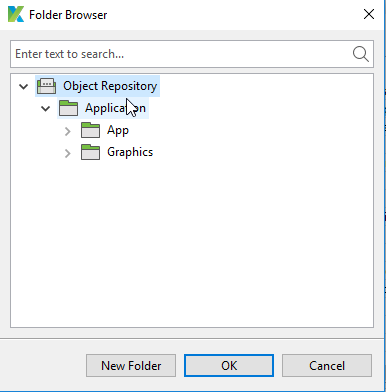 Folder Browser
Enter text to search...
Object Repository
Application
App
Graphics
New Folder
OK
Cancel